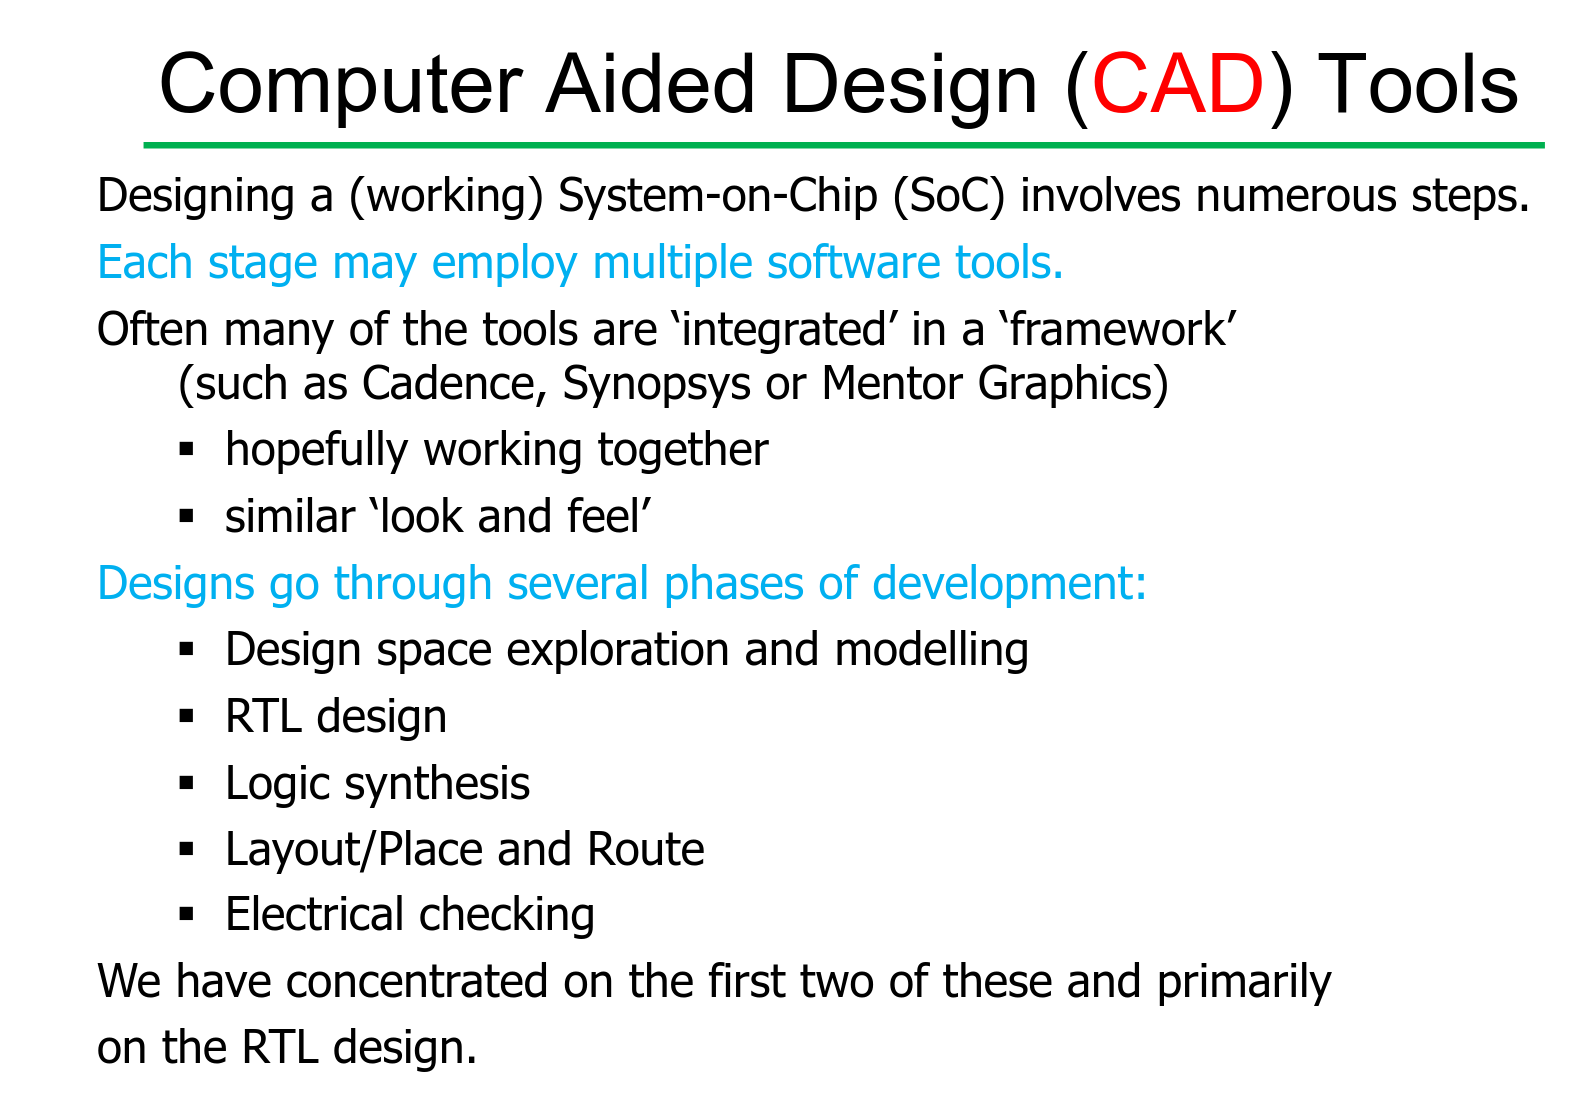 Computer Aided Design (CAD) Tools
Designing a (working) System-on-Chip (SoC) involves numerous steps.
Each stage may employ multiple software tools.
Often many of the tools are ‘integrated’ in a ‘framework’
(such as Cadence, Synopsys or Mentor Graphics)
▪ hopefully working together
▪ similar ‘look and feel’
Designs go through several phases of development:
▪ Design space exploration and modelling
▪ RTL design
▪ Logic synthesis
▪ Layout/Place and Route
▪ Electrical checking
We have concentrated on the first two of these and primarily
on the RTL design.